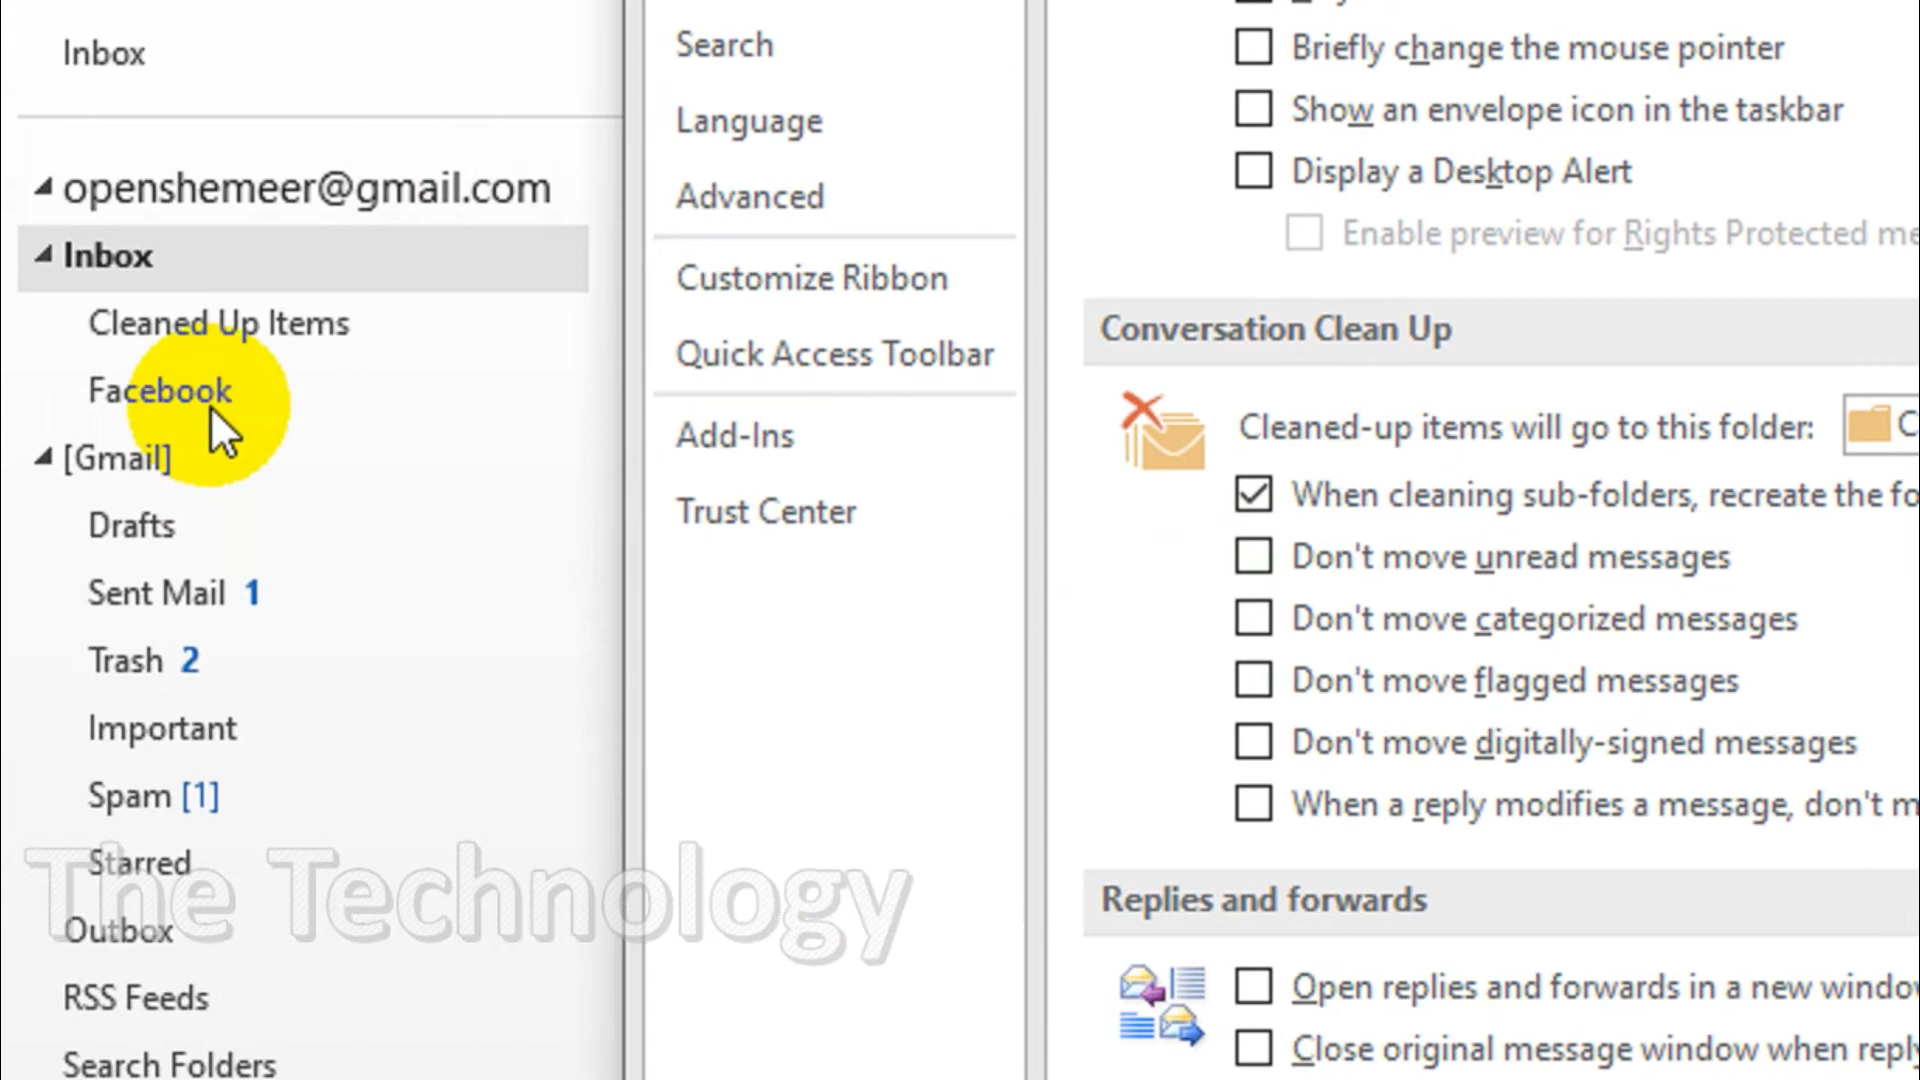 Inbox
openshemeer@gmail.com
Inbox
Cleaned Up Items
Facebook
[Gmail]
Drafts
Sent Mail 1
Trash 2
Important
Spam [1]
Starred
Outbox
RSS Feeds
Search Folders
The Technology
Search
Language
Advanced
Customize Ribbon
Quick Access Toolbar
Add-Ins
Trust Center
Briefly change the mouse pointer
Show an envelope icon in the taskbar
Display a Desktop Alert
Enable preview for Rights Protected me
Conversation Clean Up
Cleaned-up items will go to this folder: C
When cleaning sub-folders, recreate the fo
Don't move unread messages
Don't move categorized messages
Don't move flagged messages
Don't move digitally-signed messages
When a reply modifies a message, don't m
Replies and forwards
Open replies and forwards in a new windo
Close original message window when reply